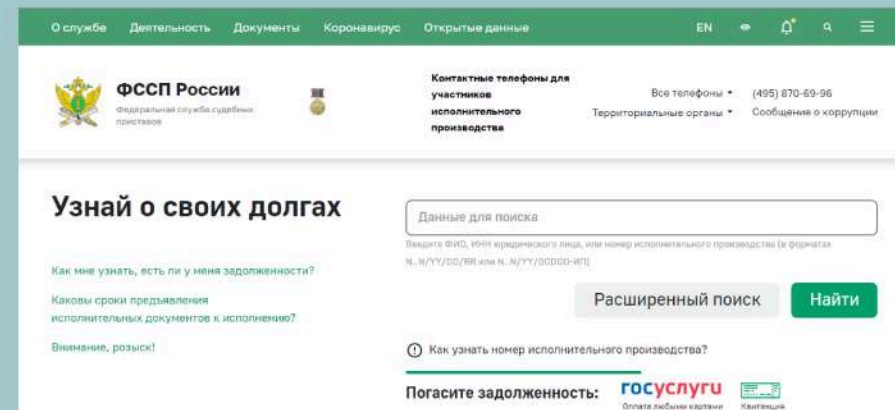 О службе Деятельность Документы Коронавирус Открытые данные EN
ФССП России
Федеральная служба судебных
приставов
Контактные телефоны для
участников
исполнительного
производства
Все телефоны
Территориальные органы
(495) 870-69-96
Сообщение о коррупции
Узнай о своих долгах
Как мне узнать, есть ли у меня задолженности?
Каковы сроки предъявления
исполнительных документов к исполнению?
Внимание, розыск!
Данные для поиска
Введите ФИО, ИНН юридического лица, или номер исполнительного производства (в форматах
N..N/YY/DD/RR или N..N/YY/DDDDD-ИП)
Расширенный поиск Найти
Как узнать номер исполнительного производства?
Погасите задолженность: госуслуги
Оплата любыми картами Квитанция